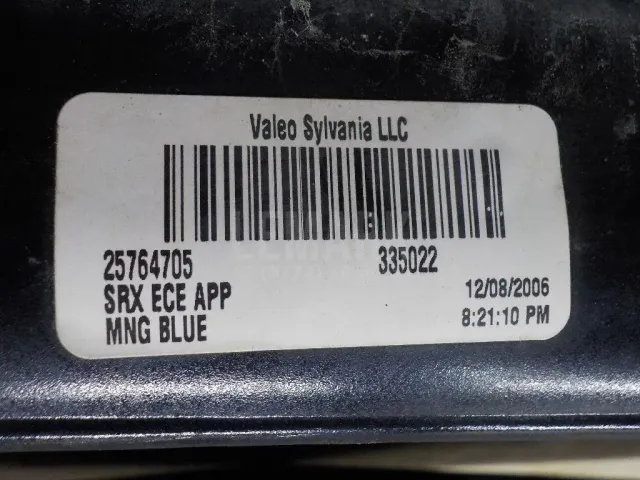 Valeo Sylvania LLC
25764705 335022
SRX ECE APP 12/08/2006
MNG BLUE 8:21:10 PM